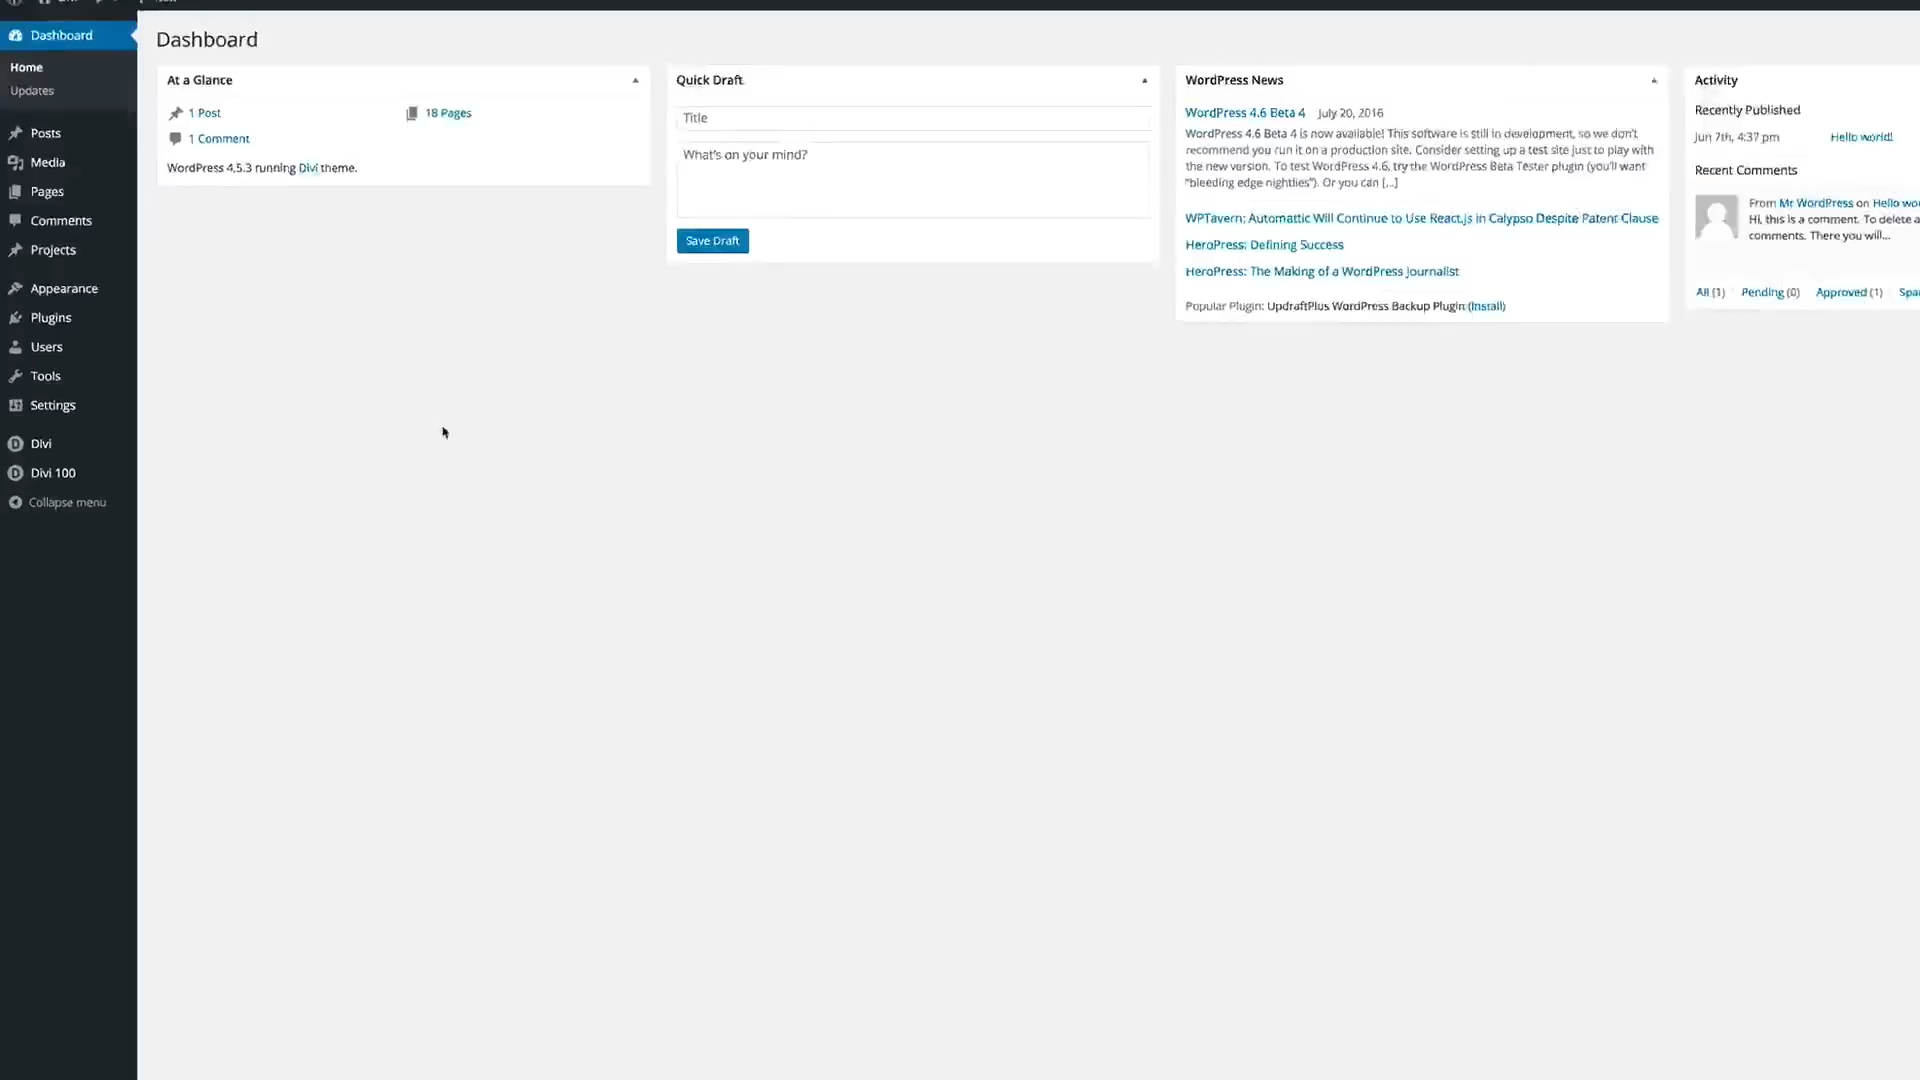 Dashboard
Home
Updates
Posts
Media
Pages
Comments
Projects
Appearance
Plugins
Users
Tools
Settings
Divi
Divi 100
Collapse menu
Dashboard
At a Glance
1 Post
18 Pages
1 Comment
WordPress 4.5.3 running Divi theme.
Quick Draft
Title
What's on your mind?
Save Draft
WordPress News
WordPress 4.6 Beta 4 July 20, 2016
WordPress 4.6 Beta 4 is now available! This software is still in development, so we don't
recommend you run it on a production site. Consider setting up a test site just to play with
the new version. To test WordPress 4.6, try the WordPress Beta Tester plugin (you'll want
"bleeding edge nightlies"). Or you can [...]
WPTavern: Automattic Will Continue to Use React.js in Calypso Despite Patent Clause
HeroPress: Defining Success
HeroPress: The Making of a WordPress Journalist
Popular Plugin: UpdraftPlus WordPress Backup Plugin (Install)
Activity
Recently Published
Jun 7th, 4:37 pm Hello world!
Recent Comments
From Mr WordPress on Hello wo
Hi, this is a comment. To delete a
comments. There you will...
All (1) Pending (0) Approved (1) Spa